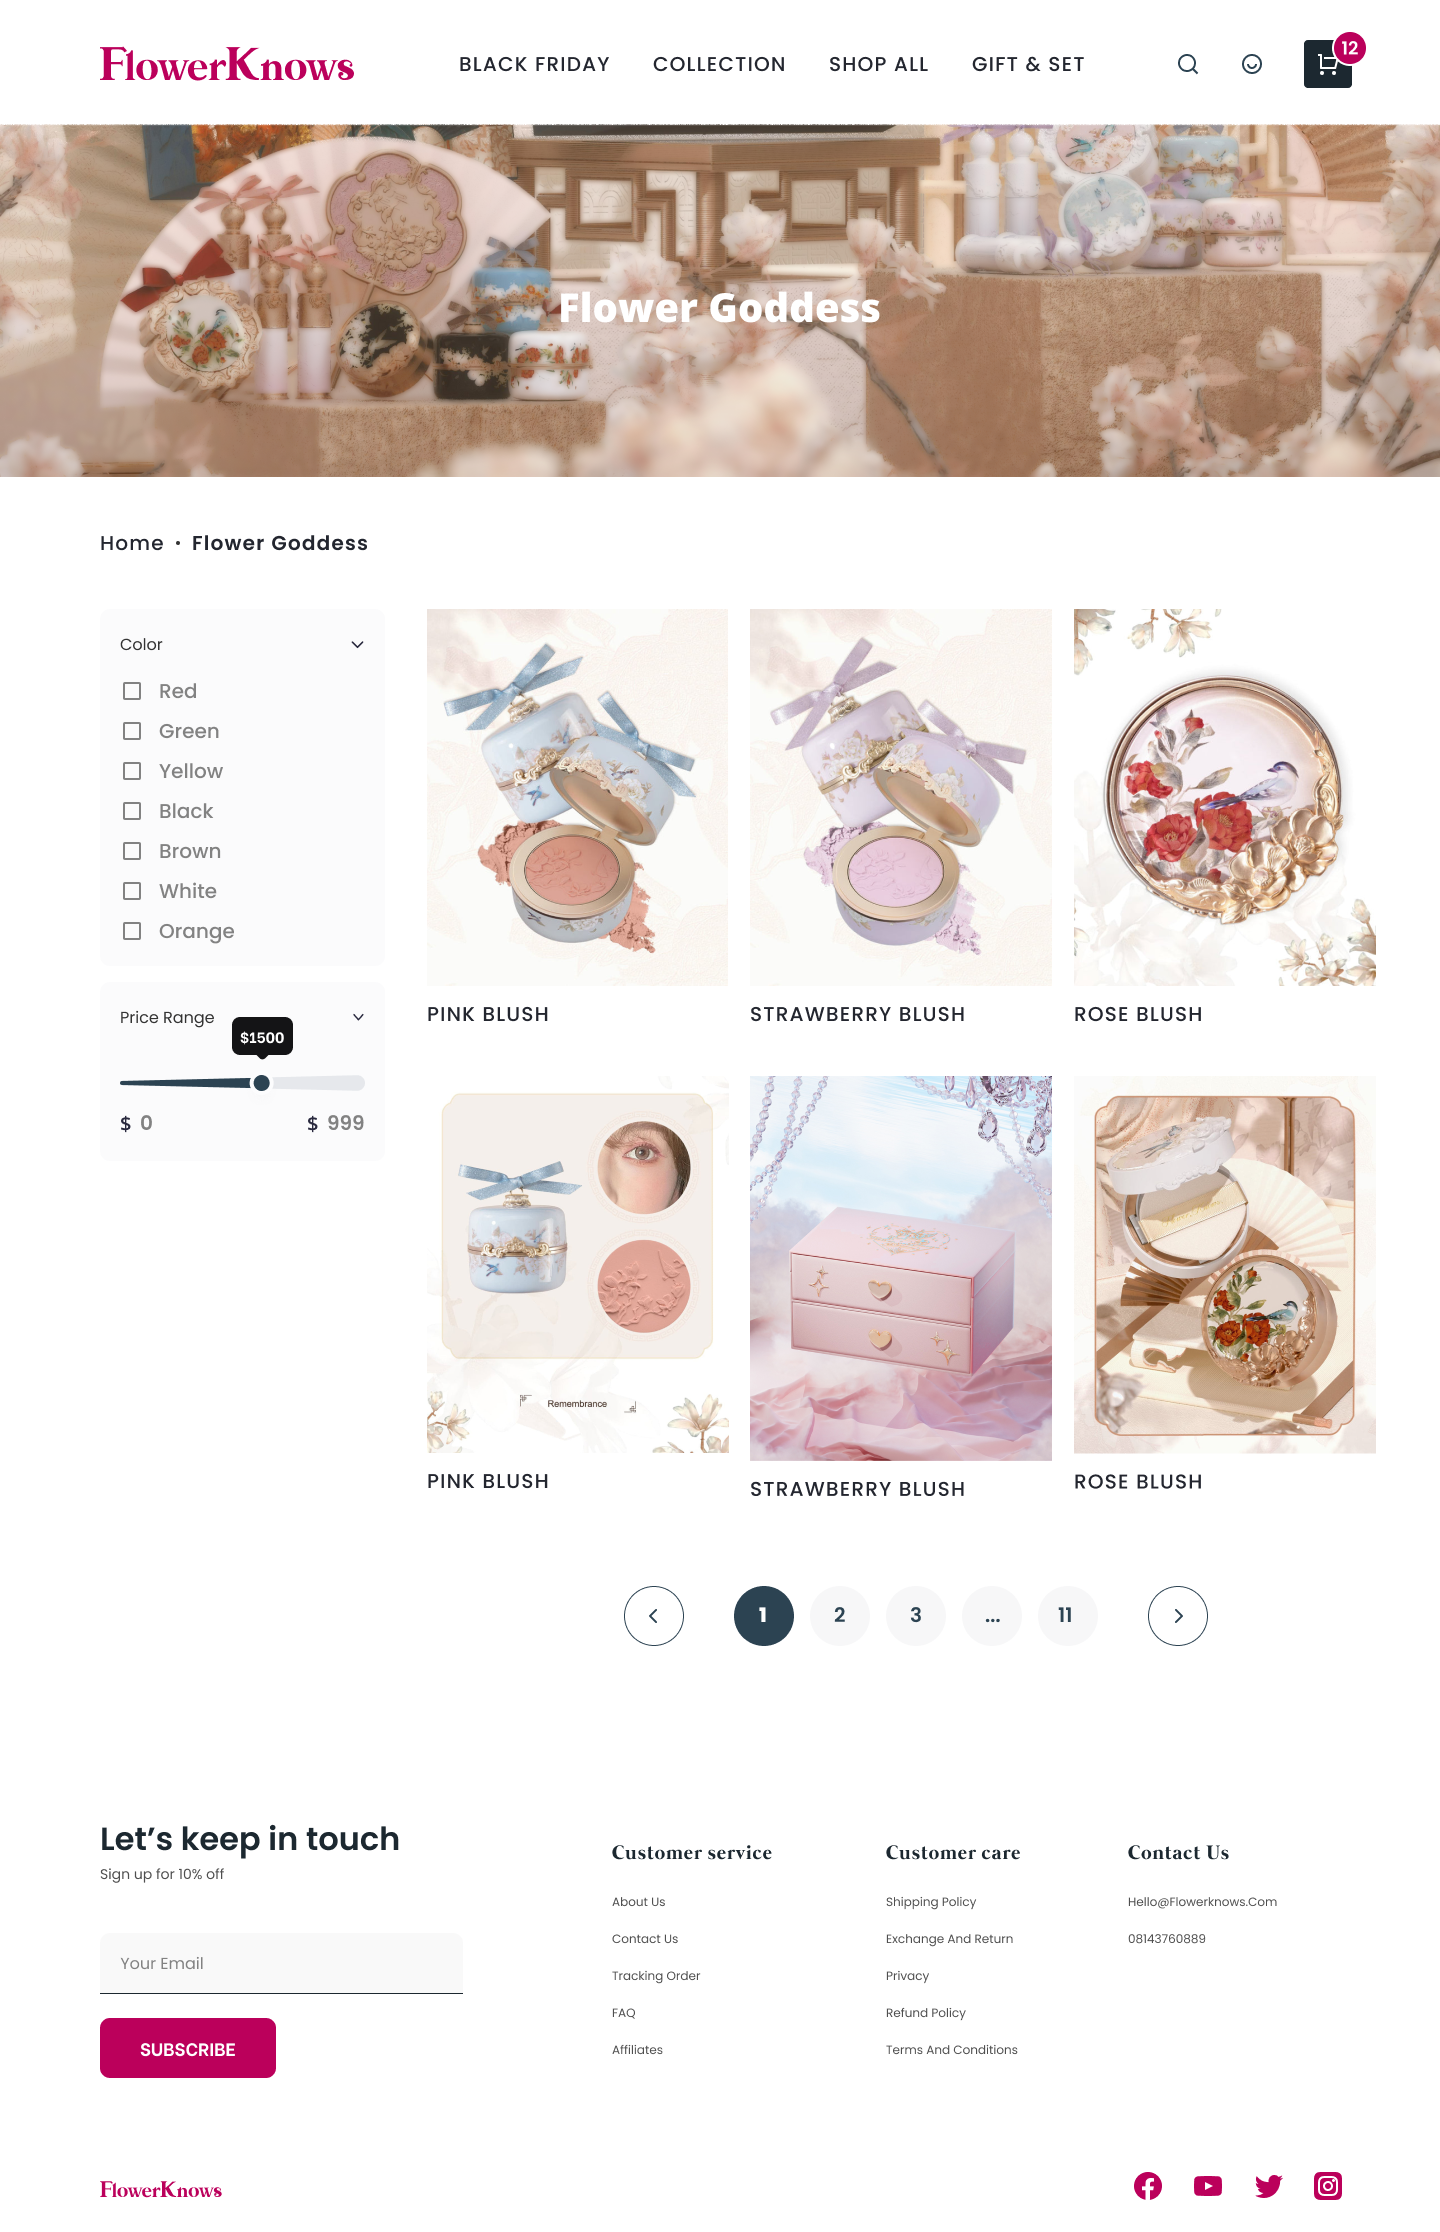 FlowerKnows
BLACK FRIDAY
COLLECTION
SHOP ALL
GIFT & SET
12
Flower Goddess
Home • Flower Goddess
Color
Red
Green
Yellow
Black
Brown
White
Orange
Price Range
$1500
$ 0
$ 999
PINK BLUSH
STRAWBERRY BLUSH
ROSE BLUSH
Remembrance
PINK BLUSH
STRAWBERRY BLUSH
ROSE BLUSH
1
2
3
...
11
Let’s keep in touch
Sign up for 10% off
Your Email
SUBSCRIBE
Customer service
About Us
Contact Us
Tracking Order
FAQ
Affiliates
Customer care
Shipping Policy
Exchange And Return
Privacy
Refund Policy
Terms And Conditions
Contact Us
Hello@Flowerknows.Com
08143760889
FlowerKnows